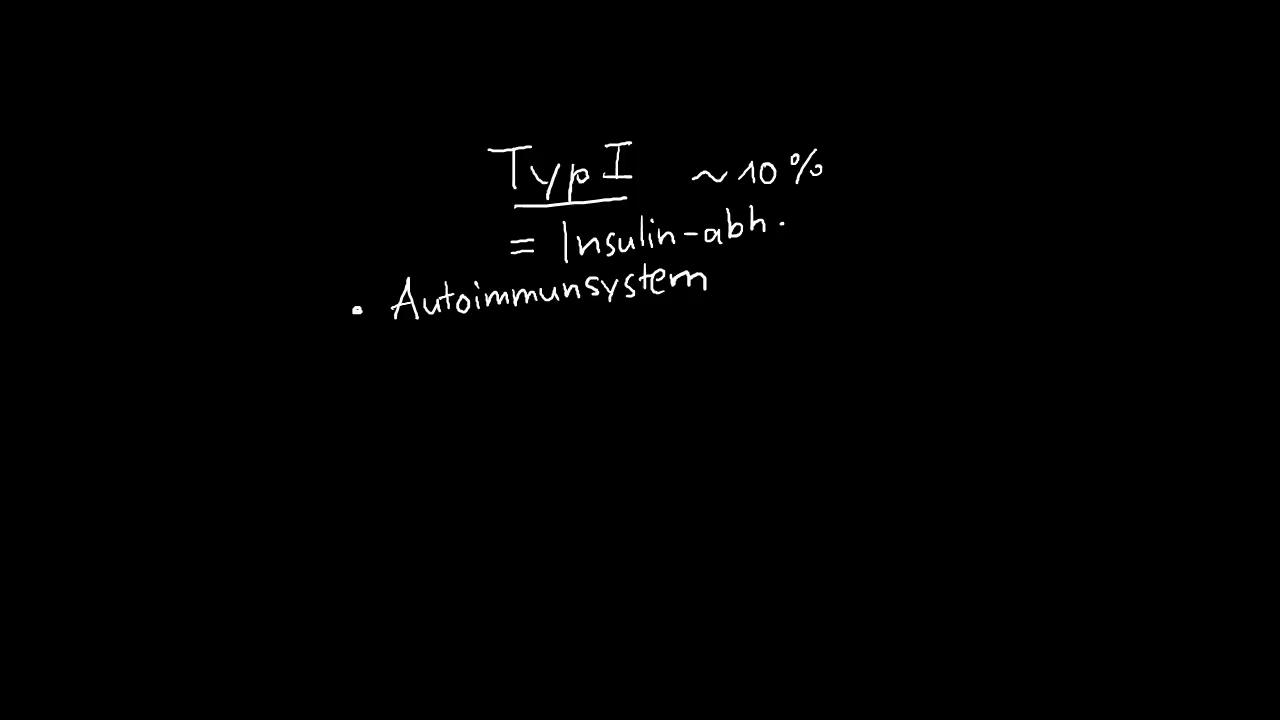 Typ I ~10%
= Insulin-abh.
• Autoimmunsystem